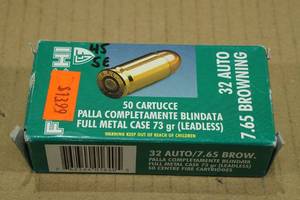 FIOCCHI
$1399
45
SE
50 CARTUCCE
PALLA COMPLETAMENTE BLINDATA
FULL METAL CASE 73 gr (LEADLESS)
WARNING KEEP OUT OF REACH OF CHILDREN
32 AUTO
7.65 BROWNING
32 AUTO/7.65 BROW.
PALLA COMPLETAMENTE BLINDATA
FULL METAL CASE 73 gr (LEADLESS)
50 CENTRE FIRE CARTRIDGES